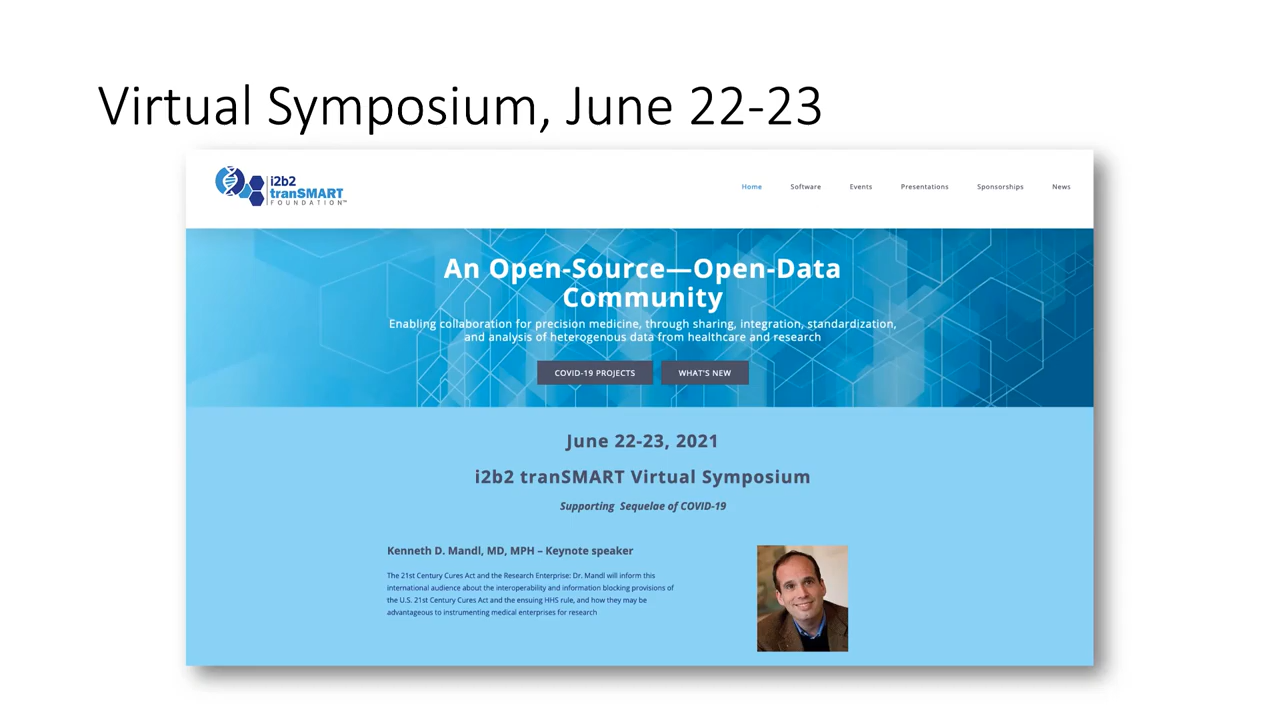 Virtual Symposium, June 22-23
i2b2
tranSMART
FOUNDATION™
Home Software Events Presentations Sponsorships News
An Open-Source—Open-Data
Community
Enabling collaboration for precision medicine, through sharing, integration, standardization,
and analysis of heterogenous data from healthcare and research
COVID-19 PROJECTS WHAT'S NEW
June 22-23, 2021
i2b2 tranSMART Virtual Symposium
Supporting Sequelae of COVID-19
Kenneth D. Mandl, MD, MPH – Keynote speaker
The 21st Century Cures Act and the Research Enterprise: Dr. Mandl will inform this
international audience about the interoperability and information blocking provisions of
the U.S. 21st Century Cures Act and the ensuing HHS rule, and how they may be
advantageous to instrumenting medical enterprises for research